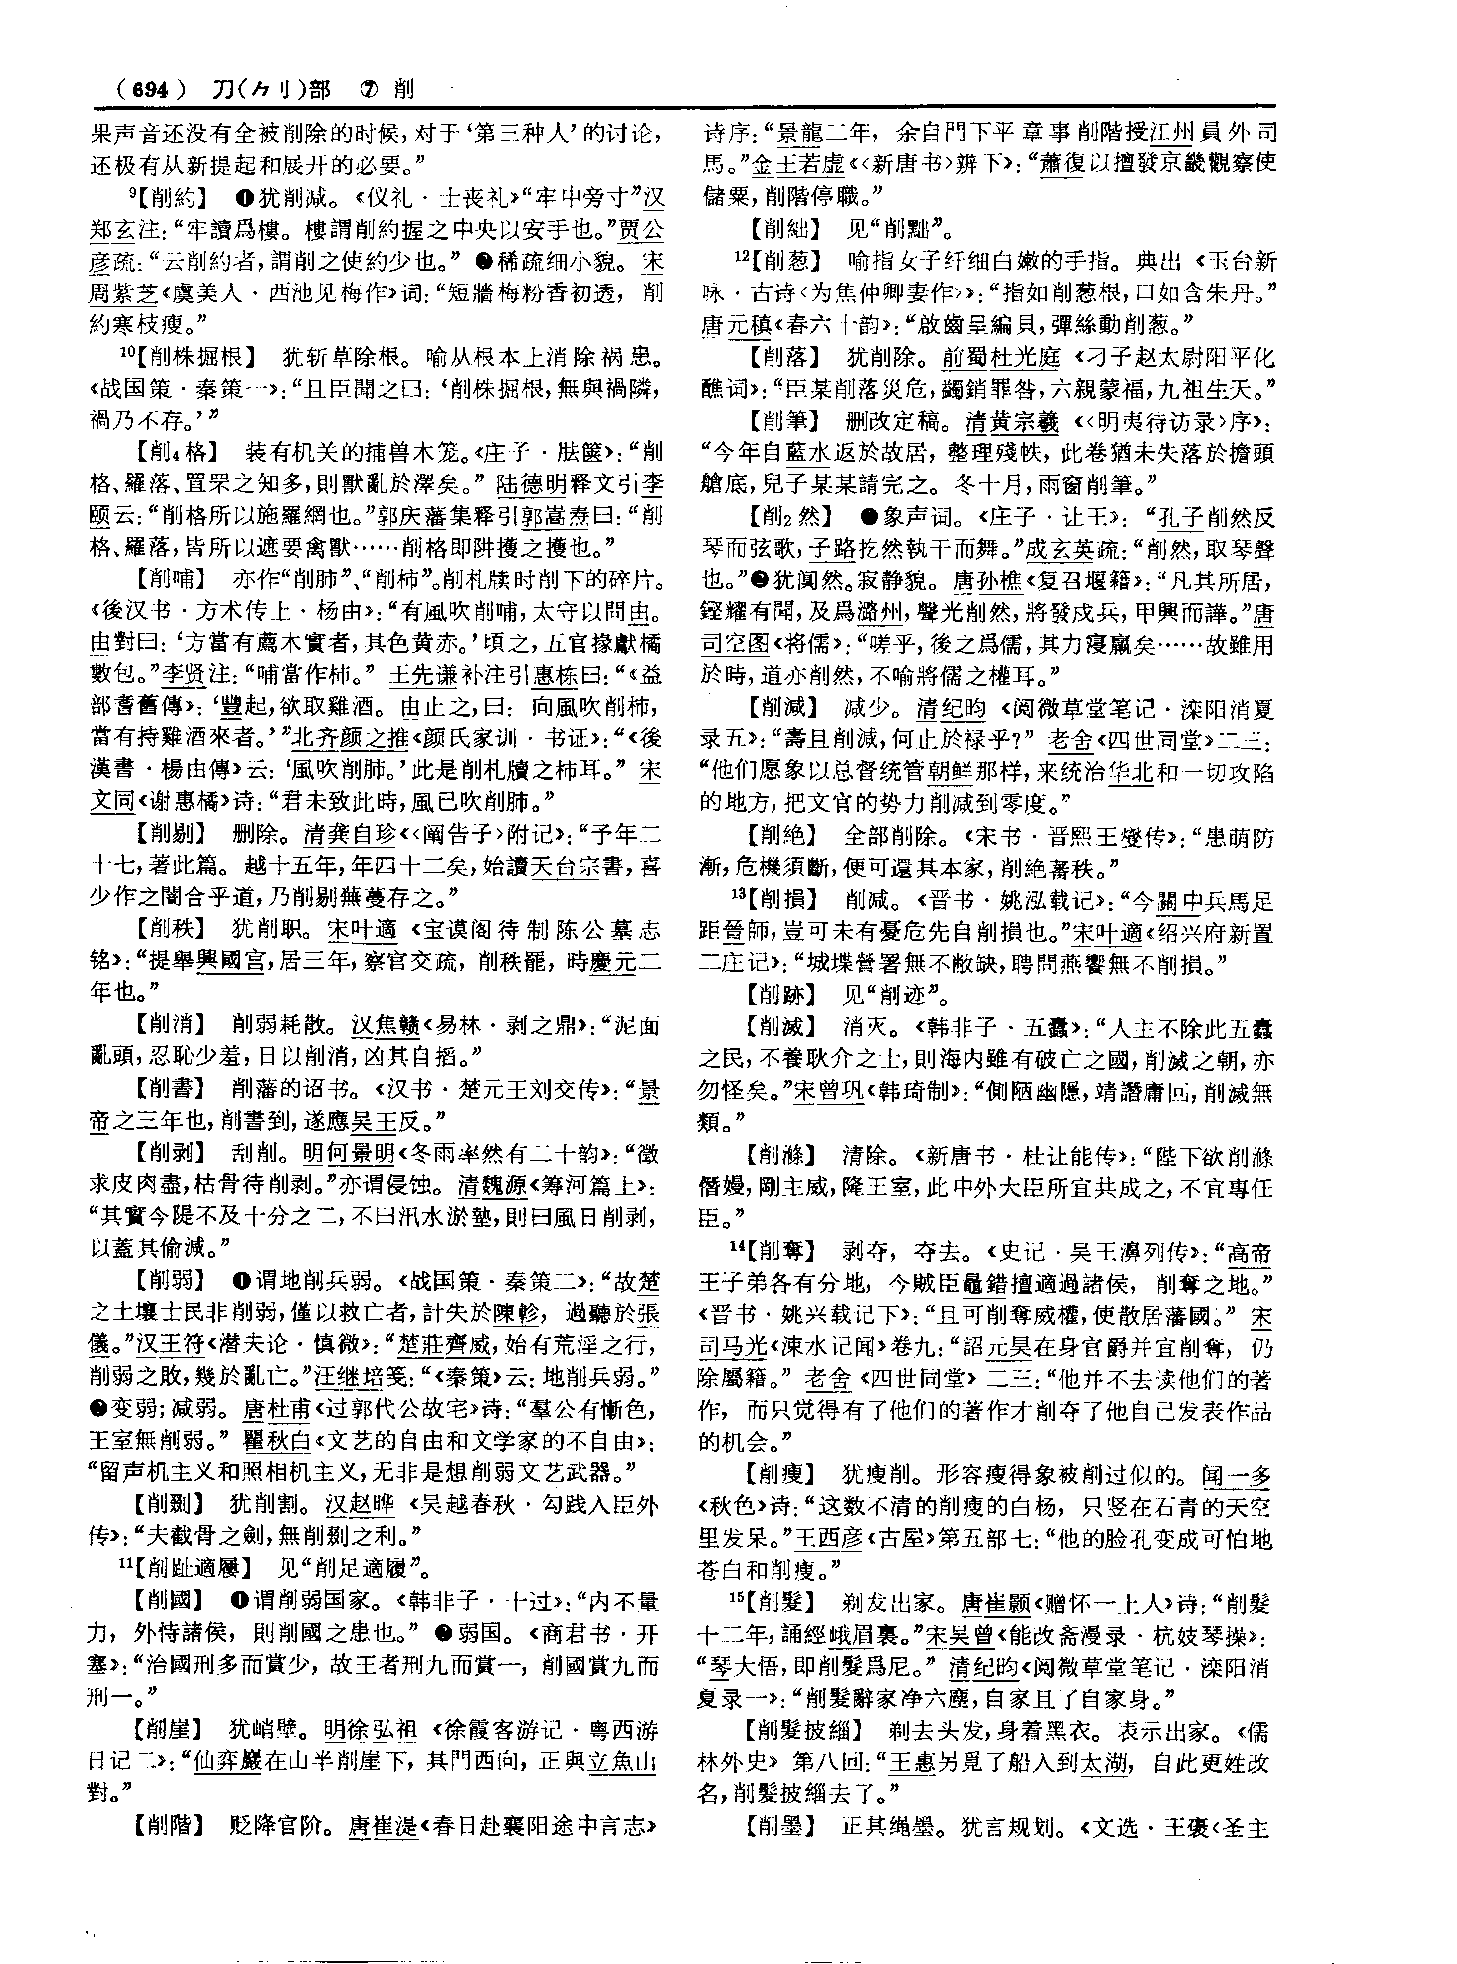 （694） 刀(⺈刂)部 ⑦ 削
果声音还没有全被削除的时候，对于‘第三种人’的讨论，
还极有从新提起和展开的必要。”
⁹【削約】 ❶犹削减。《仪礼·士丧礼》“牢中旁寸”汉
郑玄注：“牢讀爲樓。樓謂削約握之中央以安手也。”贾公
彦疏：“云削約者，謂削之使約少也。” ❷稀疏细小貌。宋
周紫芝《虞美人·西池见梅作》词：“短牆梅粉香初透，削
約寒枝瘦。”
¹⁰【削株掘根】 犹斩草除根。喻从根本上消除祸患。
《战国策·秦策一》：“且臣聞之曰：‘削株掘根，無與禍隣，
禍乃不存。’”
【削₄格】 装有机关的捕兽木笼。《庄子·胠箧》：“削
格、羅落、罝罘之知多，則獸亂於澤矣。” 陆德明释文引李
颐云：“削格所以施羅網也。”郭庆藩集释引郭嵩焘曰：“削
格、羅落，皆所以遮要禽獸……削格即阱擭之擭也。”
【削哺】 亦作“削肺”、“削柿”。削札牍时削下的碎片。
《後汉书·方术传上·杨由》：“有風吹削哺，太守以問由。
由對曰：‘方當有薦木實者，其色黄赤。’頃之，五官掾獻橘
數包。”李贤注：“哺當作柿。” 王先谦补注引惠栋曰：“《益
部耆舊傳》：‘豐起，欲取雞酒。由止之，曰：向風吹削柿，
當有持雞酒來者。’”北齐颜之推《颜氏家训·书证》：“《後
漢書·楊由傳》云：‘風吹削肺。’此是削札牘之柿耳。” 宋
文同《谢惠橘》诗：“君未致此時，風已吹削肺。”
【削剔】 删除。清龚自珍《〈阐告子〉附记》：“予年二
十七，著此篇。越十五年，年四十二矣，始讀天台宗書，喜
少作之闇合乎道，乃削剔蕪蔓存之。”
【削秩】 犹削职。宋叶適《宝谟阁待制陈公墓志
铭》：“提舉興國宫，居三年，察官交疏，削秩罷，時慶元二
年也。”
【削消】 削弱耗散。汉焦赣《易林·剥之鼎》：“泥面
亂頭，忍恥少羞，日以削消，凶其自搯。”
【削書】 削藩的诏书。《汉书·楚元王刘交传》：“景
帝之三年也，削書到，遂應吴王反。”
【削剥】 刮削。明何景明《冬雨率然有二十韵》：“徵
求皮肉盡，枯骨待削剥。”亦谓侵蚀。清魏源《筹河篇上》：
“其實今隄不及十分之二，不曰汛水淤墊，則曰風日削剥，
以蓋其偷減。”
【削弱】 ❶谓地削兵弱。《战国策·秦策二》：“故楚
之土壤士民非削弱，僅以救亡者，計失於陳軫，過聽於張
儀。”汉王符《潜夫论·慎微》：“楚莊齊威，始有荒淫之行，
削弱之敗，幾於亂亡。”汪继培笺：“《秦策》云：地削兵弱。”
❷变弱；减弱。唐杜甫《过郭代公故宅》诗：“羣公有慚色，
王室無削弱。” 瞿秋白《文艺的自由和文学家的不自由》：
“留声机主义和照相机主义，无非是想削弱文艺武器。”
【削剟】 犹削割。汉赵晔《吴越春秋·勾践入臣外
传》：“夫截骨之劍，無削剟之利。”
¹¹【削趾適屨】 见“削足適履”。
【削國】 ❶谓削弱国家。《韩非子·十过》：“内不量
力，外恃諸侯，則削國之患也。” ❷弱国。《商君书·开
塞》：“治國刑多而賞少，故王者刑九而賞一，削國賞九而
刑一。”
【削崖】 犹峭壁。明徐弘祖《徐霞客游记·粤西游
日记二》：“仙弈巖在山半削崖下，其門西向，正與立魚山
對。”
【削階】 贬降官阶。唐崔湜《春日赴襄阳途中言志》
诗序：“景龍二年，余自門下平章事削階授江州員外司
馬。”金王若虚《〈新唐书〉辨下》：“蕭復以擅發京畿觀察使
儲粟，削階停職。”
【削絀】 见“削黜”。
¹²【削葱】 喻指女子纤细白嫩的手指。典出《玉台新
咏·古诗〈为焦仲卿妻作〉》：“指如削葱根，口如含朱丹。”
唐元稹《春六十韵》：“啟齒呈編貝，彈絲動削葱。”
【削落】 犹削除。前蜀杜光庭《刁子赵太尉阳平化
醮词》：“臣某削落災危，蠲銷罪咎，六親蒙福，九祖生天。”
【削筆】 删改定稿。清黄宗羲《〈明夷待访录〉序》：
“今年自藍水返於故居，整理殘帙，此卷猶未失落於擔頭
艙底，兒子某某請完之。冬十月，雨窗削筆。”
【削₂然】 ❶象声词。《庄子·让王》：“孔子削然反
琴而弦歌，子路扢然執干而舞。”成玄英疏：“削然，取琴聲
也。”❷犹阒然。寂静貌。唐孙樵《复召堰籍》：“凡其所居，
鏗耀有聞，及爲潞州，聲光削然，將發戍兵，甲興而譁。”唐
司空图《将儒》：“嗟乎，後之爲儒，其力寖羸矣……故雖用
於時，道亦削然，不喻將儒之權耳。”
【削減】 减少。清纪昀《阅微草堂笔记·滦阳消夏
录五》：“壽且削減，何止於禄乎？” 老舍《四世同堂》二三：
“他们愿象以总督统管朝鲜那样，来统治华北和一切攻陷
的地方，把文官的势力削减到零度。”
【削絶】 全部削除。《宋书·晋熙王燮传》：“患萌防
漸，危機須斷，便可還其本家，削絶蕃秩。”
¹³【削損】 削减。《晋书·姚泓载记》：“今關中兵馬足
距晉師，豈可未有憂危先自削損也。”宋叶適《绍兴府新置
二庄记》：“城堞營署無不敝缺，聘問燕饗無不削損。”
【削跡】 见“削迹”。
【削滅】 消灭。《韩非子·五蠹》：“人主不除此五蠹
之民，不養耿介之士，則海内雖有破亡之國，削滅之朝，亦
勿怪矣。”宋曾巩《韩琦制》：“側陋幽隱，靖譖庸回，削滅無
類。”
【削滌】 清除。《新唐书·杜让能传》：“陛下欲削滌
僭嫚，剛主威，隆王室，此中外大臣所宜共成之，不宜專任
臣。”
¹⁴【削奪】 剥夺，夺去。《史记·吴王濞列传》：“高帝
王子弟各有分地，今賊臣鼂錯擅適過諸侯，削奪之地。”
《晋书·姚兴载记下》：“且可削奪威權，使散居藩國。” 宋
司马光《涑水记闻》卷九：“詔元昊在身官爵并宜削奪，仍
除屬籍。” 老舍《四世同堂》二三：“他并不去读他们的著
作，而只觉得有了他们的著作才削夺了他自己发表作品
的机会。”
【削瘦】 犹瘦削。形容瘦得象被削过似的。闻一多
《秋色》诗：“这数不清的削瘦的白杨，只竖在石青的天空
里发呆。”王西彦《古屋》第五部七：“他的脸孔变成可怕地
苍白和削瘦。”
¹⁵【削髮】 剃发出家。唐崔颢《赠怀一上人》诗：“削髮
十二年，誦經峨眉裏。”宋吴曾《能改斋漫录·杭妓琴操》：
“琴大悟，即削髮爲尼。” 清纪昀《阅微草堂笔记·滦阳消
夏录一》：“削髮辭家净六塵，自家且了自家身。”
【削髮披緇】 剃去头发，身着黑衣。表示出家。《儒
林外史》第八回：“王惠另覓了船入到太湖，自此更姓改
名，削髮披緇去了。”
【削墨】 正其绳墨。犹言规划。《文选·王褒〈圣主